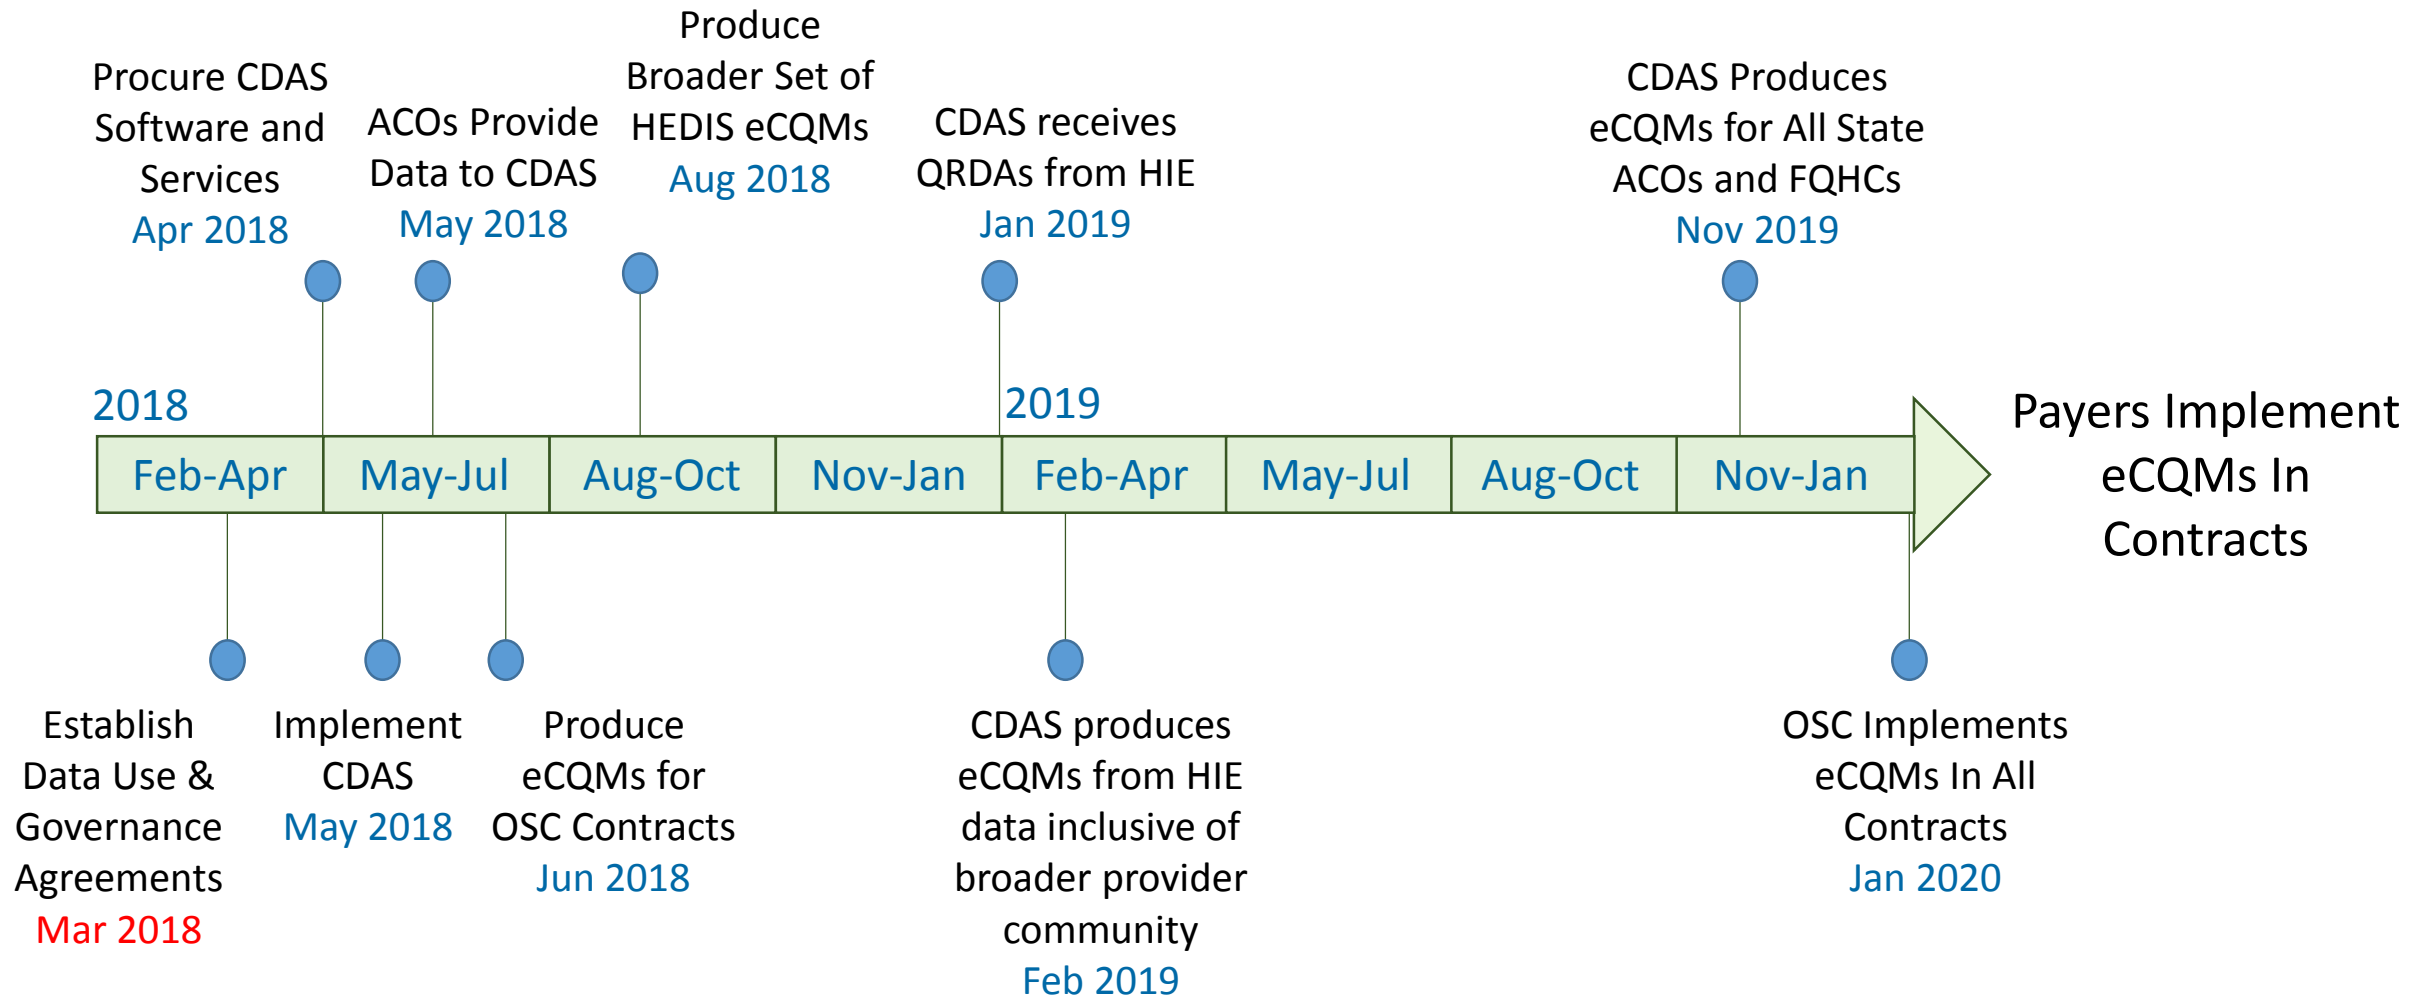 Procure CDAS
Software and
Services
Apr 2018
ACOs Provide
Data to CDAS
May 2018
Produce
Broader Set of
HEDIS eCQMs
Aug 2018
CDAS receives
QRDAs from HIE
Jan 2019
CDAS Produces
eCQMs for All State
ACOs and FQHCs
Nov 2019
2018
2019
Feb-Apr
May-Jul
Aug-Oct
Nov-Jan
Feb-Apr
May-Jul
Aug-Oct
Nov-Jan
Payers Implement
eCQMs In
Contracts
Establish
Data Use &
Governance
Agreements
Mar 2018
Implement
CDAS
May 2018
Produce
eCQMs for
OSC Contracts
Jun 2018
CDAS produces
eCQMs from HIE
data inclusive of
broader provider
community
Feb 2019
OSC Implements
eCQMs In All
Contracts
Jan 2020